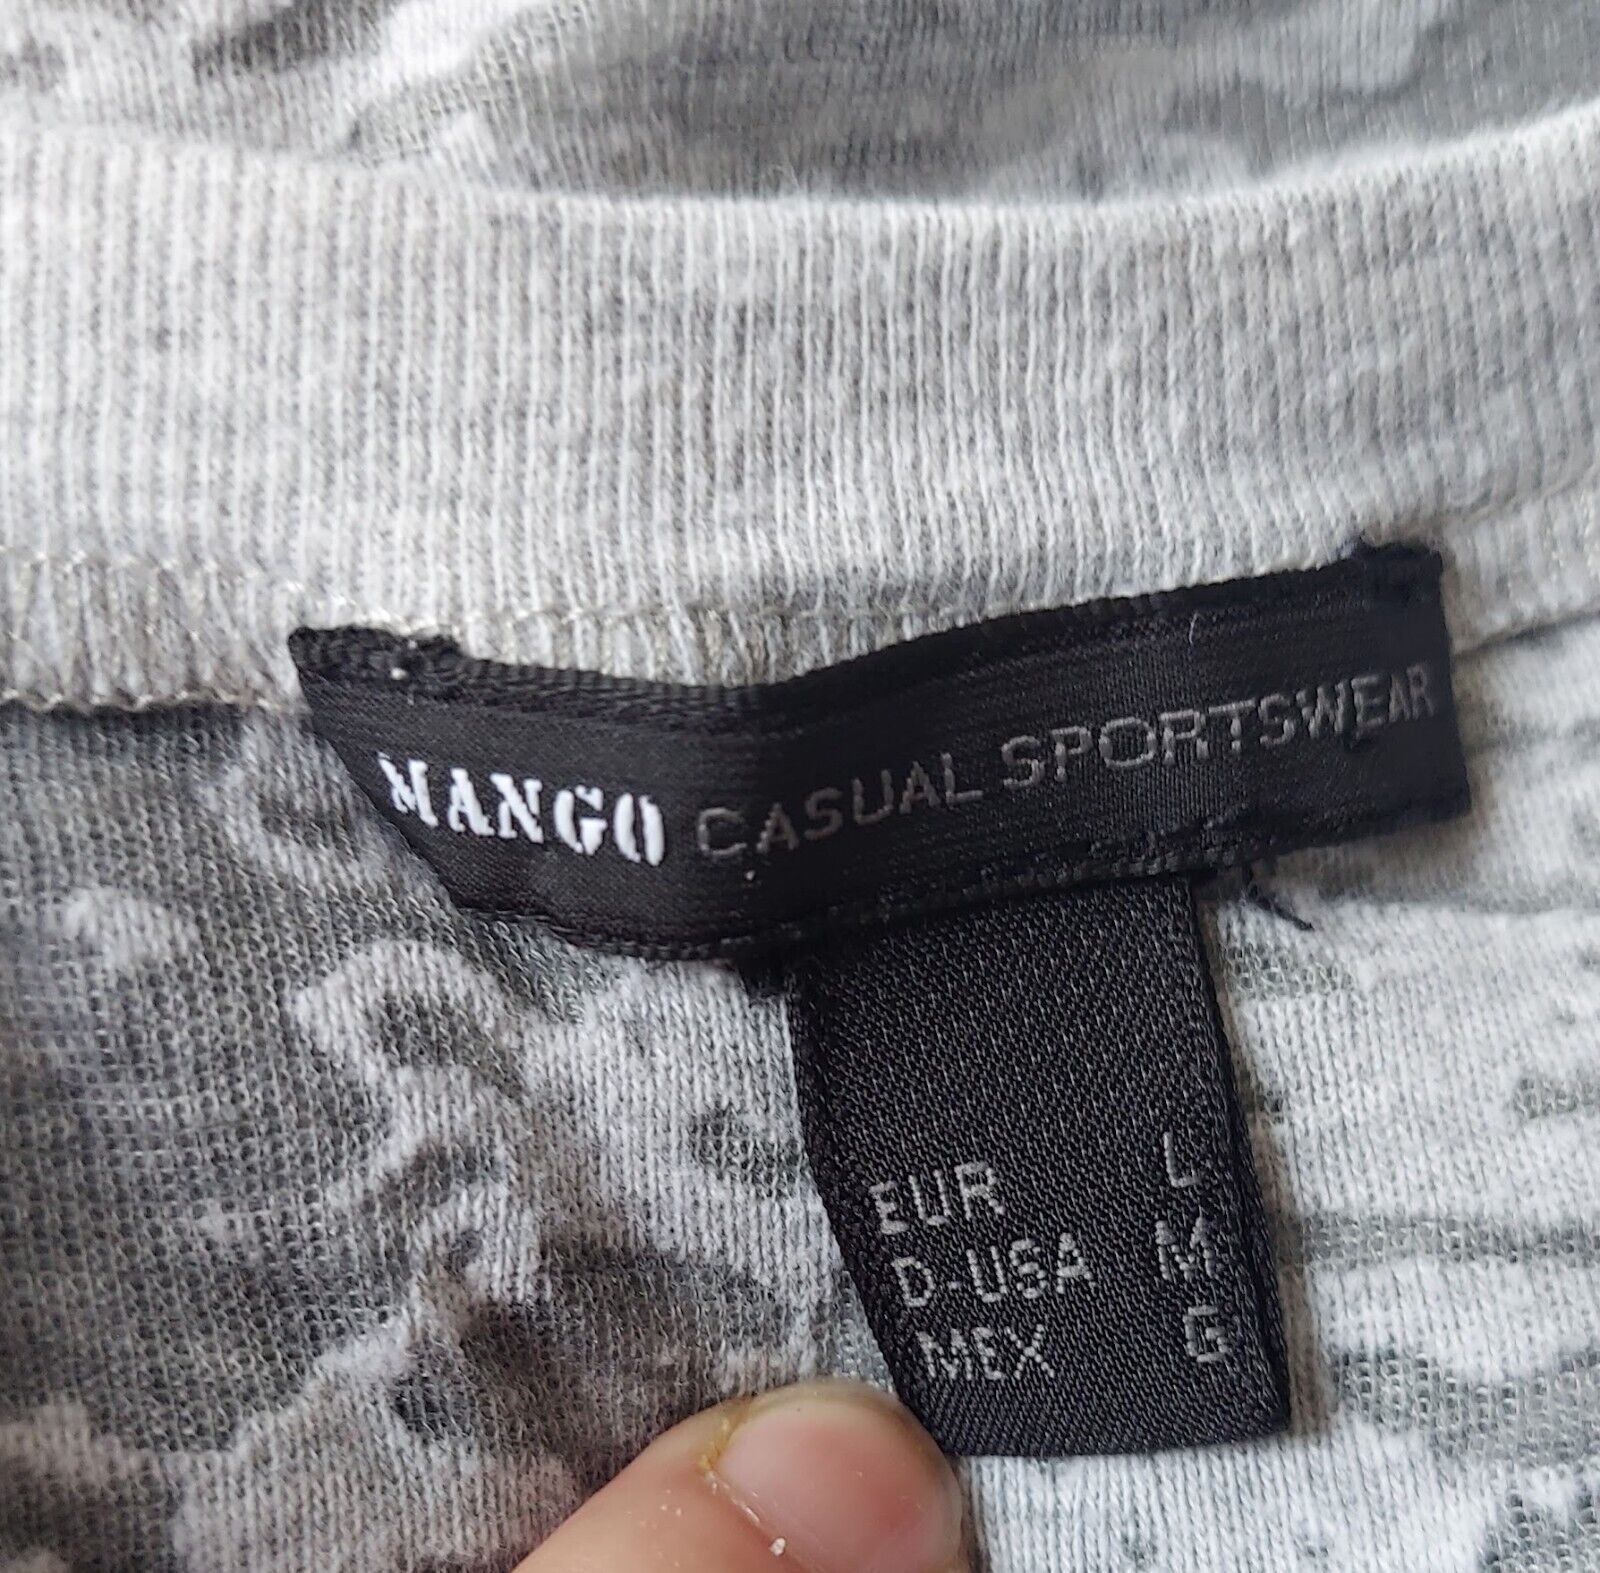 MANGO CASUAL SPORTSWEAR
EUR L
D-USA M
MEX G